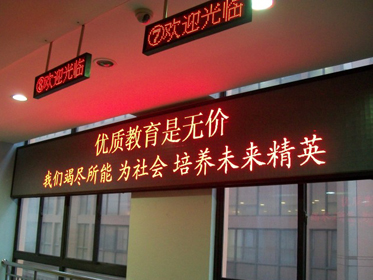 ⑦欢迎光临
⑧欢迎光临
优质教育是无价
我们竭尽所能 为社会 培养未来精英